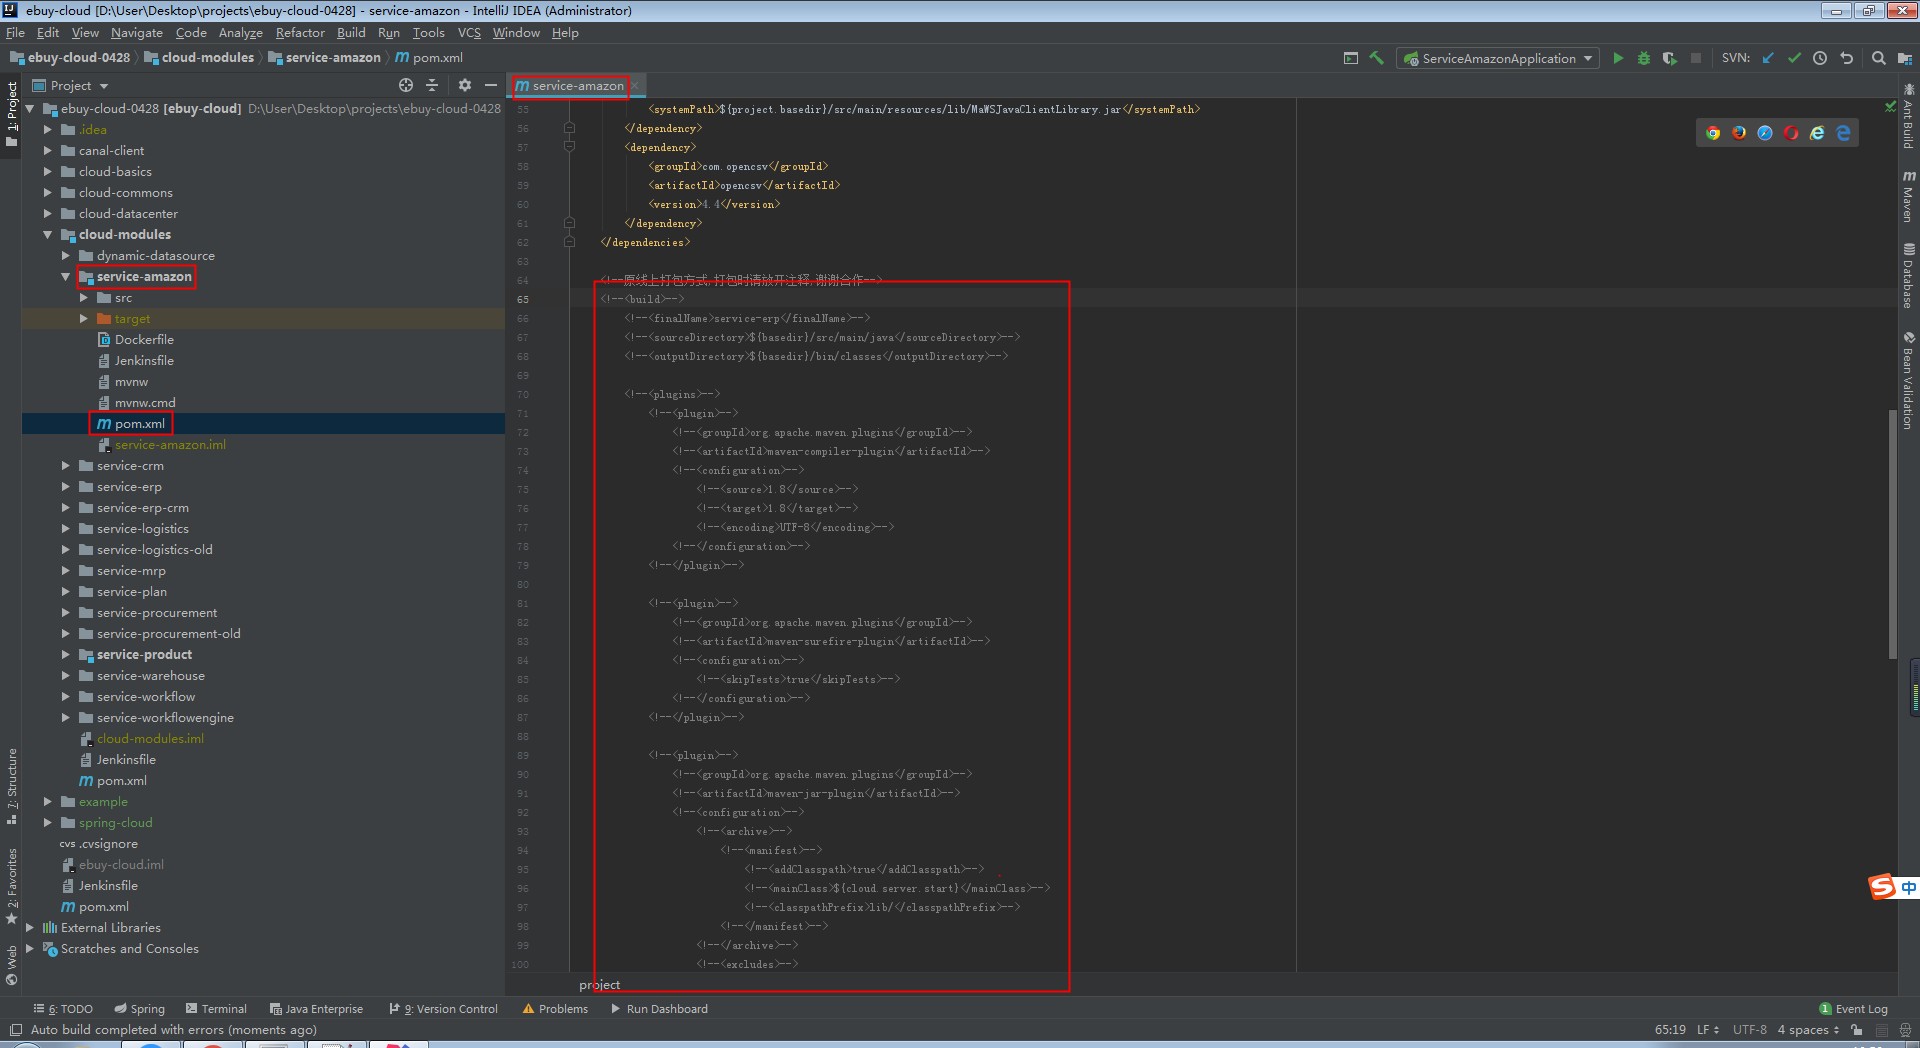 ebuy-cloud [D:\User\Desktop\projects\ebuy-cloud-0428] - service-amazon - IntelliJ IDEA (Administrator)
File Edit View Navigate Code Analyze Refactor Build Run Tools VCS Window Help
ebuy-cloud-0428 cloud-modules service-amazon pom.xml
ServiceAmazonApplication
SVN:
Project
service-amazon
1: Project
7: Structure
2: Favorites
Web
ebuy-cloud-0428 [ebuy-cloud] D:\User\Desktop\projects\ebuy-cloud-0428
.idea
canal-client
cloud-basics
cloud-commons
cloud-datacenter
cloud-modules
dynamic-datasource
service-amazon
src
target
Dockerfile
Jenkinsfile
mvnw
mvnw.cmd
pom.xml
service-amazon.iml
service-crm
service-erp
service-erp-crm
service-logistics
service-logistics-old
service-mrp
service-plan
service-procurement
service-procurement-old
service-product
service-warehouse
service-workflow
service-workflowengine
cloud-modules.iml
Jenkinsfile
pom.xml
example
spring-cloud
.cvsignore
ebuy-cloud.iml
Jenkinsfile
pom.xml
External Libraries
Scratches and Consoles
55 <systemPath>${project.basedir}/src/main/resources/lib/MaWSJavaClientLibrary.jar</systemPath>
56 </dependency>
57 <dependency>
58 <groupId>com.opencsv</groupId>
59 <artifactId>opencsv</artifactId>
60 <version>4.4</version>
61 </dependency>
62 </dependencies>
63
64 <!--原线上打包方式,打包时请放开注释,谢谢合作-->
65 <!--<build>-->
66 <!--<finalName>service-erp</finalName>-->
67 <!--<sourceDirectory>${basedir}/src/main/java</sourceDirectory>-->
68 <!--<outputDirectory>${basedir}/bin/classes</outputDirectory>-->
69
70 <!--<plugins>-->
71 <!--<plugin>-->
72 <!--<groupId>org.apache.maven.plugins</groupId>-->
73 <!--<artifactId>maven-compiler-plugin</artifactId>-->
74 <!--<configuration>-->
75 <!--<source>1.8</source>-->
76 <!--<target>1.8</target>-->
77 <!--<encoding>UTF-8</encoding>-->
78 <!--</configuration>-->
79 <!--</plugin>-->
80
81 <!--<plugin>-->
82 <!--<groupId>org.apache.maven.plugins</groupId>-->
83 <!--<artifactId>maven-surefire-plugin</artifactId>-->
84 <!--<configuration>-->
85 <!--<skipTests>true</skipTests>-->
86 <!--</configuration>-->
87 <!--</plugin>-->
88
89 <!--<plugin>-->
90 <!--<groupId>org.apache.maven.plugins</groupId>-->
91 <!--<artifactId>maven-jar-plugin</artifactId>-->
92 <!--<configuration>-->
93 <!--<archive>-->
94 <!--<manifest>-->
95 <!--<addClasspath>true</addClasspath>-->
96 <!--<mainClass>${cloud.server.start}</mainClass>-->
97 <!--<classpathPrefix>lib/</classpathPrefix>-->
98 <!--</manifest>-->
99 <!--</archive>-->
100 <!--<excludes>-->
project
Ant Build
Maven
Database
Bean Validation
中
6: TODO Spring Terminal Java Enterprise 9: Version Control Problems Run Dashboard
1 Event Log
Auto build completed with errors (moments ago)
65:19 LF UTF-8 4 spaces